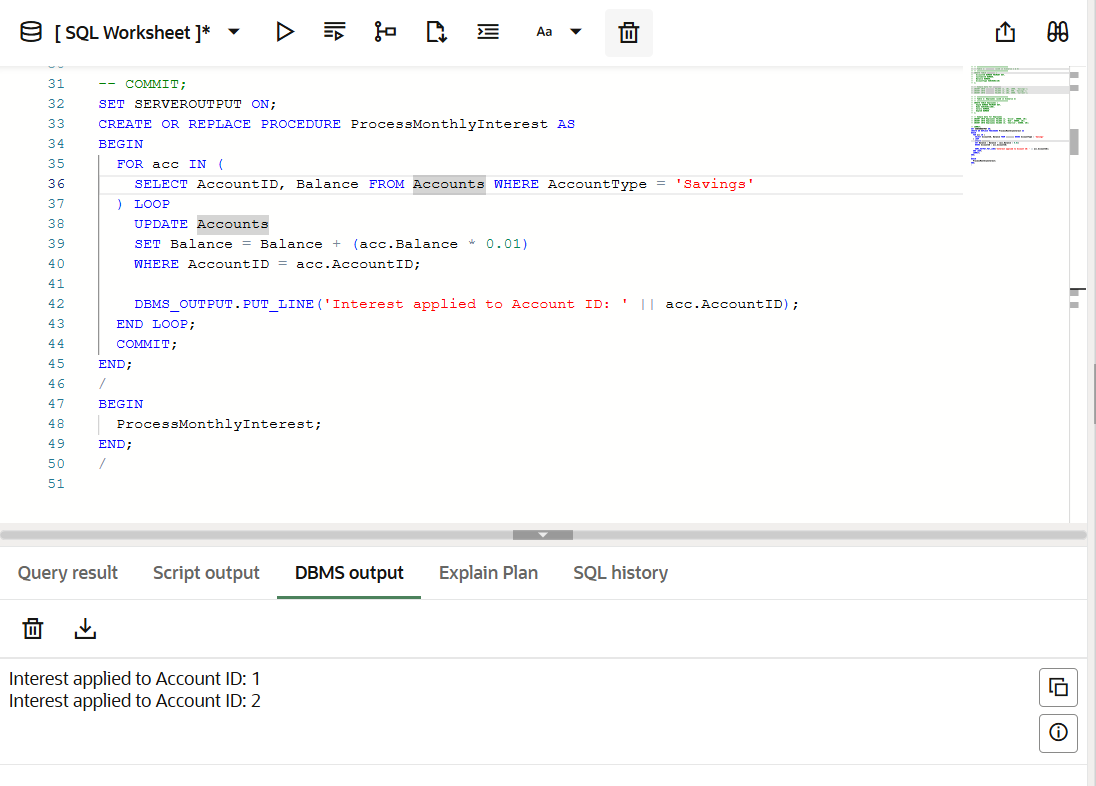 [ SQL Worksheet ]*
Aa
31 -- COMMIT;
32 SET SERVEROUTPUT ON;
33 CREATE OR REPLACE PROCEDURE ProcessMonthlyInterest AS
34 BEGIN
35 FOR acc IN (
36 SELECT AccountID, Balance FROM Accounts WHERE AccountType = 'Savings'
37 ) LOOP
38 UPDATE Accounts
39 SET Balance = Balance + (acc.Balance * 0.01)
40 WHERE AccountID = acc.AccountID;
41
42 DBMS_OUTPUT.PUT_LINE('Interest applied to Account ID: ' || acc.AccountID);
43 END LOOP;
44 COMMIT;
45 END;
46 /
47 BEGIN
48 ProcessMonthlyInterest;
49 END;
50 /
51
Query result Script output DBMS output Explain Plan SQL history
Interest applied to Account ID: 1
Interest applied to Account ID: 2